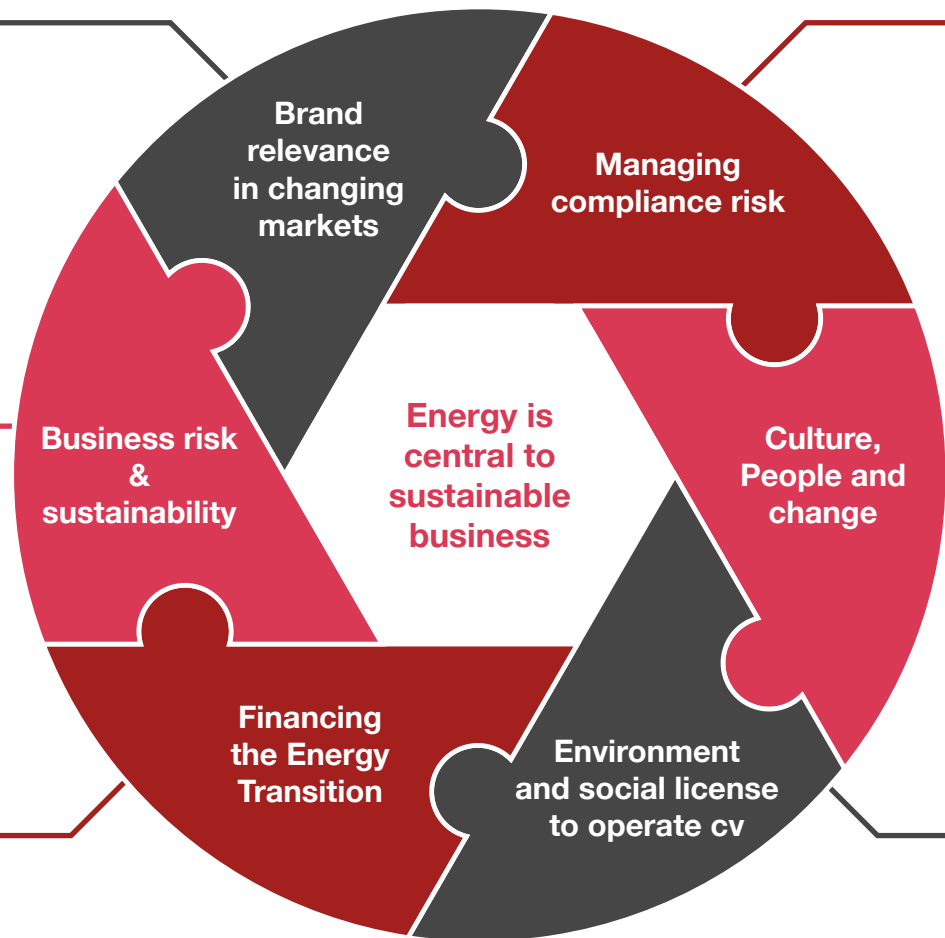 Brand
relevance
in changing
markets
Managing
compliance risk
Energy is
central to
sustainable
business
Business risk
&
sustainability
Culture,
People and
change
Financing
the Energy
Transition
Environment
and social license
to operate cv